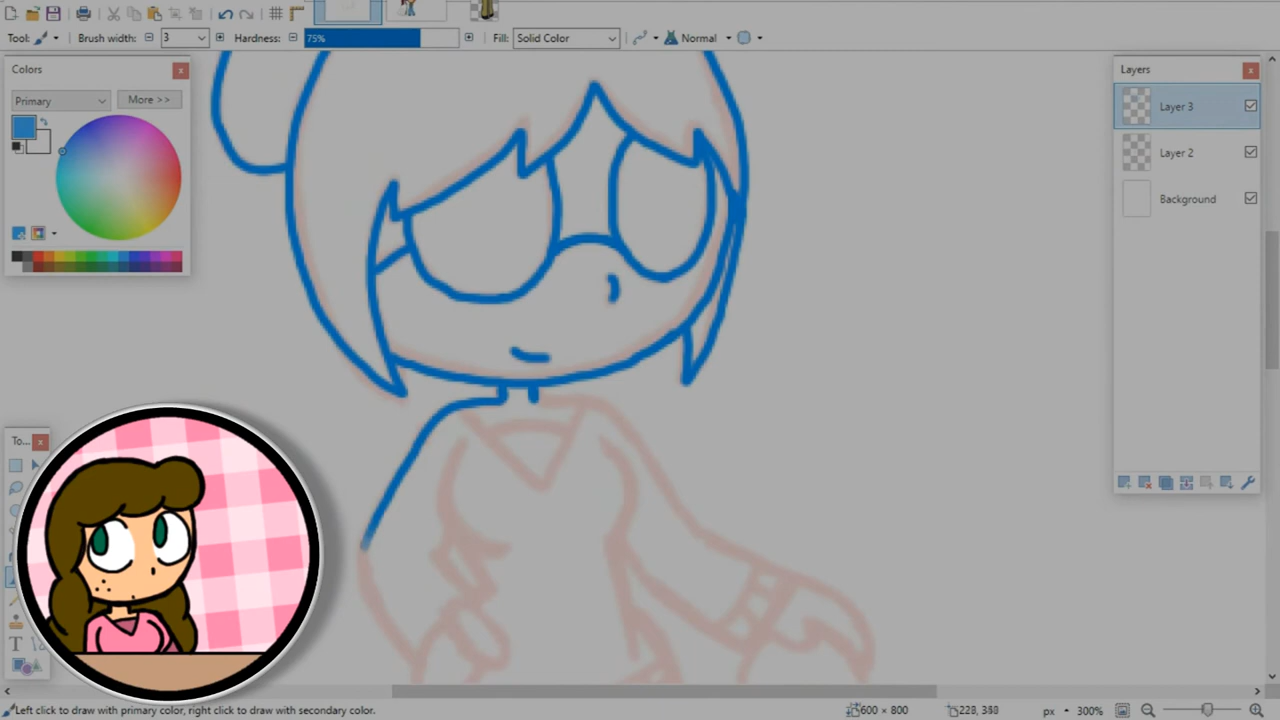 Tool:
Brush width:
3
Hardness:
75%
Fill:
Solid Color
Normal
Colors
Primary
More >>
Layers
Layer 3
Layer 2
Background
To...
T
Left click to draw with primary color, right click to draw with secondary color.
600 × 800
px
300%